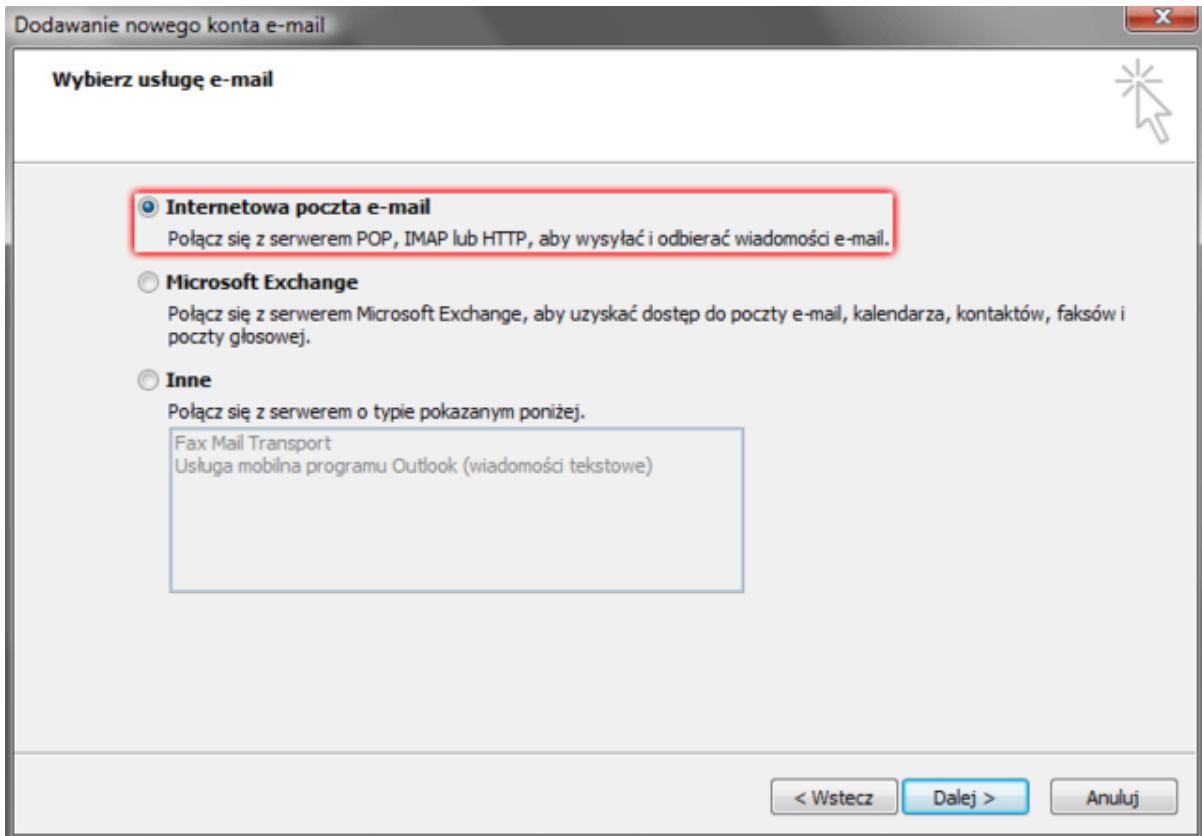 Dodawanie nowego konta e-mail
Wybierz usługę e-mail
Internetowa poczta e-mail
Połącz się z serwerem POP, IMAP lub HTTP, aby wysyłać i odbierać wiadomości e-mail.
Microsoft Exchange
Połącz się z serwerem Microsoft Exchange, aby uzyskać dostęp do poczty e-mail, kalendarza, kontaktów, faksów i
poczty głosowej.
Inne
Połącz się z serwerem o typie pokazanym poniżej.
Fax Mail Transport
Usługa mobilna programu Outlook (wiadomości tekstowe)
< Wstecz Dalej > Anuluj